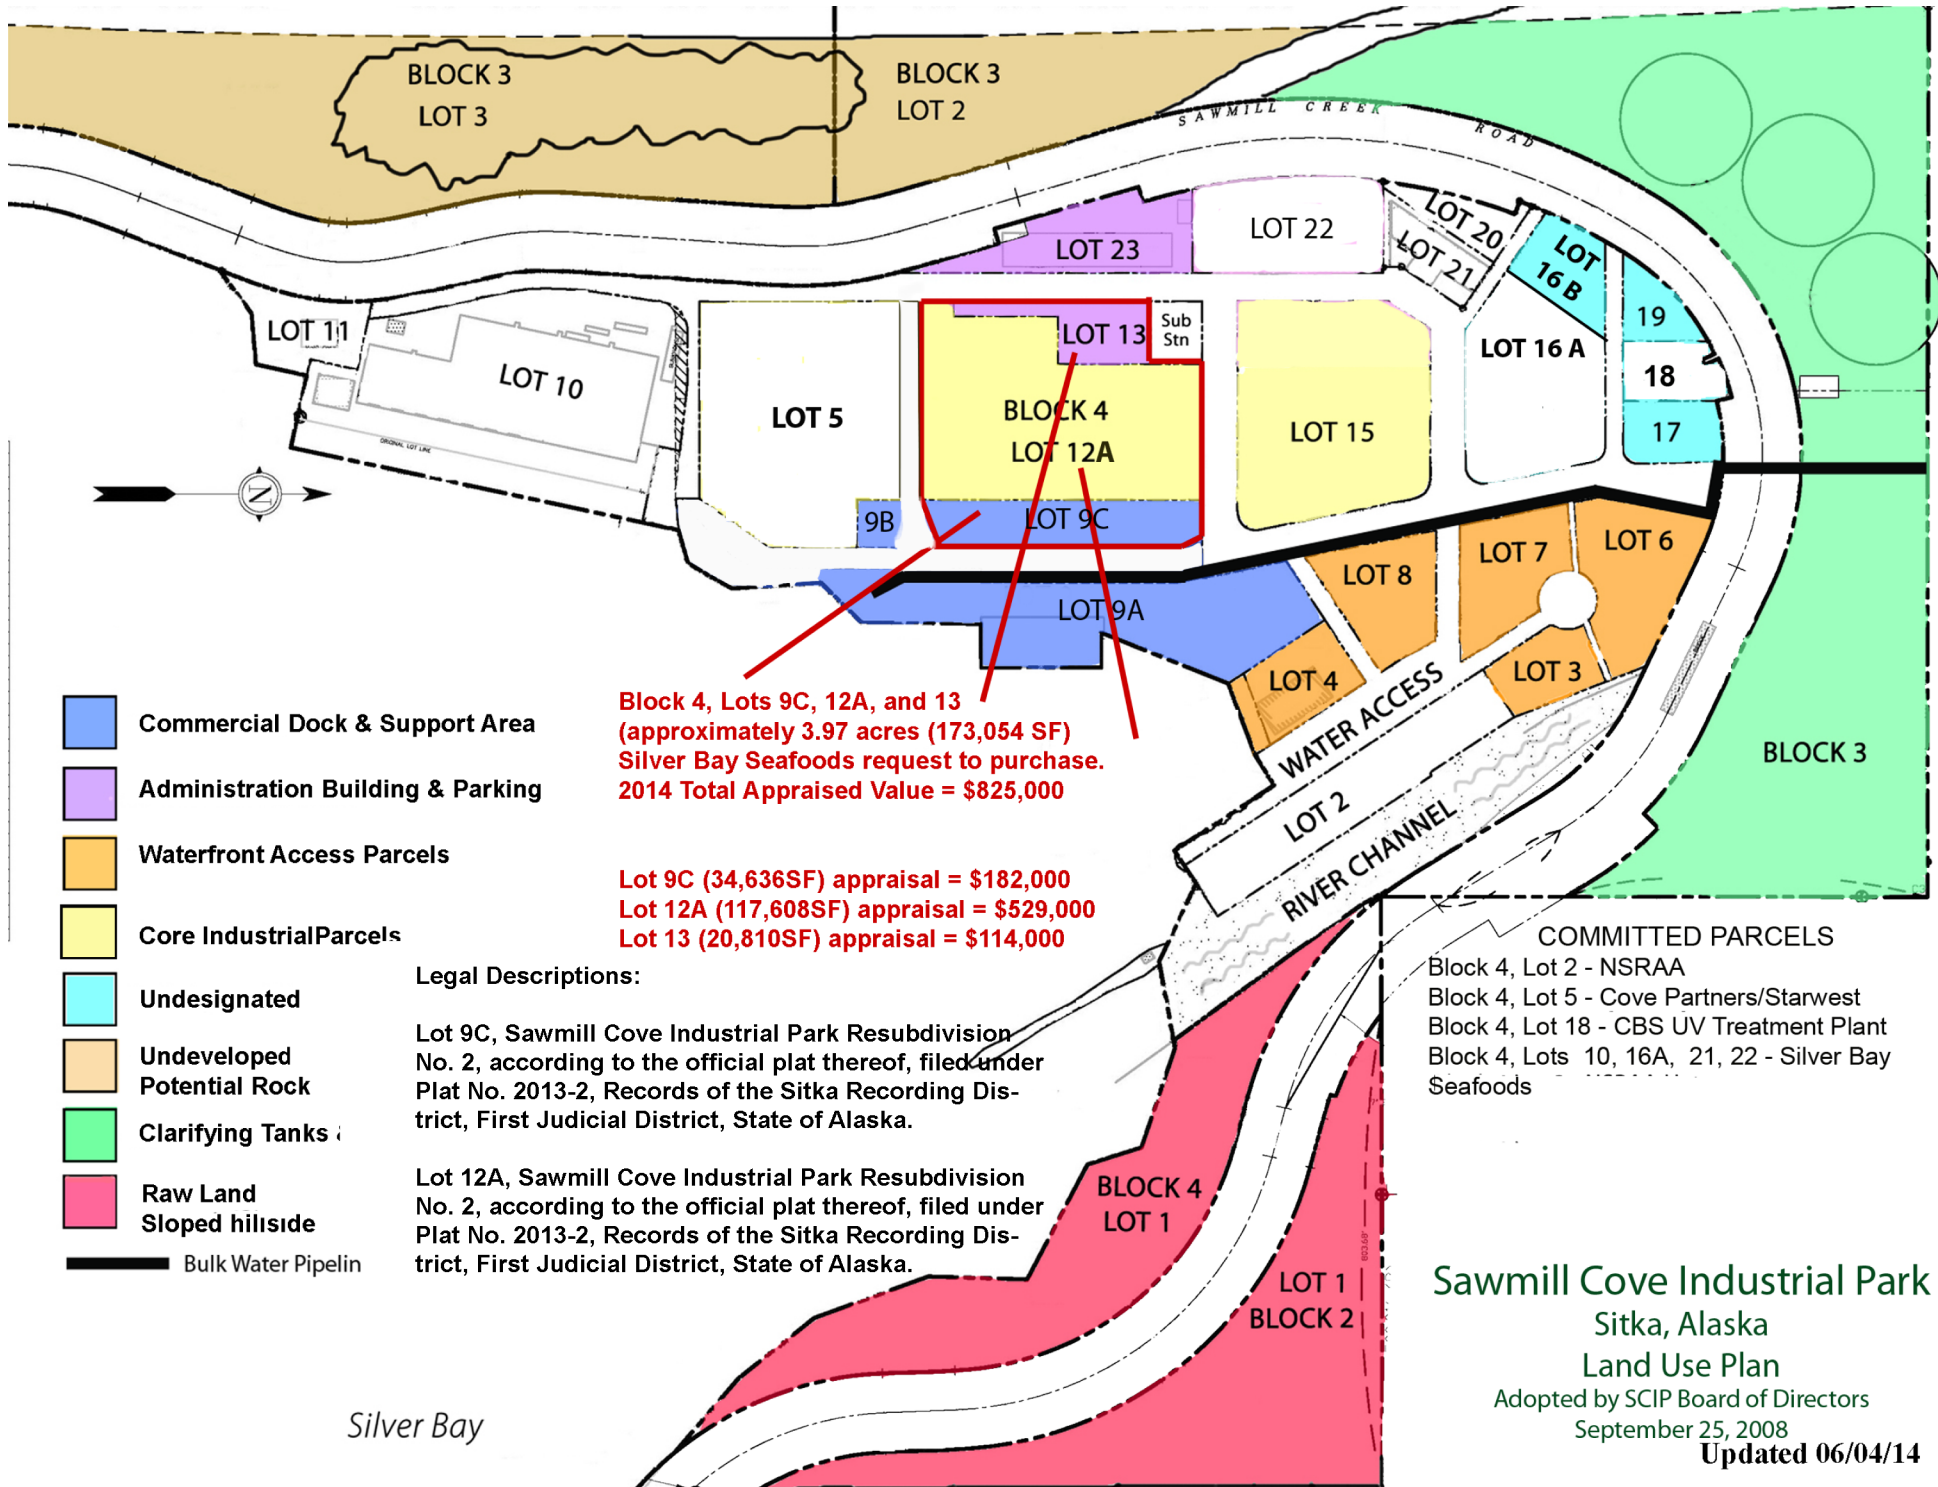 BLOCK 3
LOT 3
BLOCK 3
LOT 2
SAWMILL CREEK ROAD
LOT 23
LOT 22
LOT 20
LOT 21
LOT
16 B
19
18
17
LOT 16 A
LOT 11
LOT 10
ORIGINAL LOT LINE
LOT 5
LOT 13
Sub
Stn
BLOCK 4
LOT 12A
LOT 15
N
9B
LOT 9C
LOT 9A
LOT 8
LOT 7
LOT 6
LOT 4
LOT 3
WATER ACCESS
LOT 2
RIVER CHANNEL
BLOCK 3
Commercial Dock & Support Area
Administration Building & Parking
Waterfront Access Parcels
Core IndustrialParcels
Undesignated
Undeveloped
Potential Rock
Clarifying Tanks
Raw Land
Sloped hillside
Bulk Water Pipelin
Block 4, Lots 9C, 12A, and 13
(approximately 3.97 acres (173,054 SF)
Silver Bay Seafoods request to purchase.
2014 Total Appraised Value = $825,000
Lot 9C (34,636SF) appraisal = $182,000
Lot 12A (117,608SF) appraisal = $529,000
Lot 13 (20,810SF) appraisal = $114,000
Legal Descriptions:
Lot 9C, Sawmill Cove Industrial Park Resubdivision
No. 2, according to the official plat thereof, filed under
Plat No. 2013-2, Records of the Sitka Recording Dis-
trict, First Judicial District, State of Alaska.
Lot 12A, Sawmill Cove Industrial Park Resubdivision
No. 2, according to the official plat thereof, filed under
Plat No. 2013-2, Records of the Sitka Recording Dis-
trict, First Judicial District, State of Alaska.
COMMITTED PARCELS
Block 4, Lot 2 - NSRAA
Block 4, Lot 5 - Cove Partners/Starwest
Block 4, Lot 18 - CBS UV Treatment Plant
Block 4, Lots 10, 16A, 21, 22 - Silver Bay
Seafoods
BLOCK 4
LOT 1
LOT 1
BLOCK 2
803.68'
Silver Bay
Sawmill Cove Industrial Park
Sitka, Alaska
Land Use Plan
Adopted by SCIP Board of Directors
September 25, 2008
Updated 06/04/14